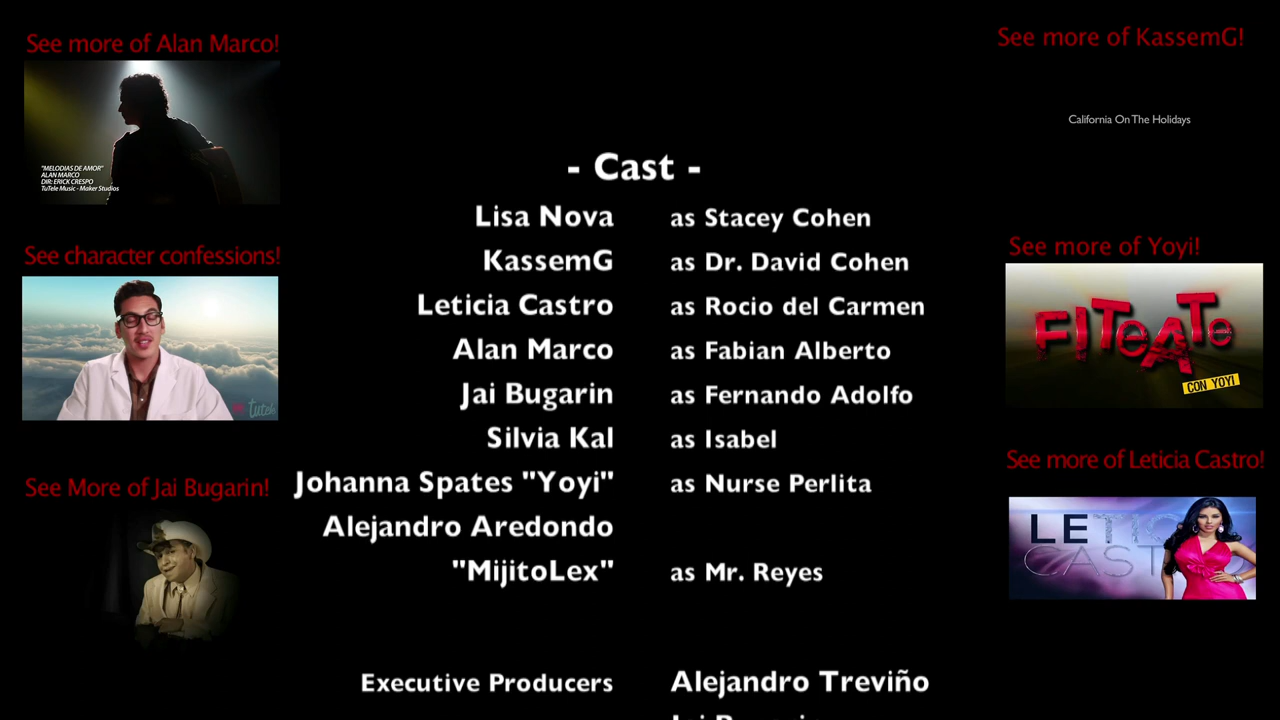 See more of Alan Marco!
"MELODIAS DE AMOR"
ALAN MARCO
DIR: ERICK CRESPO
TuTele Music - Maker Studios
See character confessions!
tutele
See More of Jai Bugarin!
- Cast -
Lisa Nova as Stacey Cohen
KassemG as Dr. David Cohen
Leticia Castro as Rocio del Carmen
Alan Marco as Fabian Alberto
Jai Bugarin as Fernando Adolfo
Silvia Kal as Isabel
Johanna Spates "Yoyi" as Nurse Perlita
Alejandro Aredondo
"MijitoLex" as Mr. Reyes
Executive Producers Alejandro Treviño
See more of KassemG!
California On The Holidays
See more of Yoyi!
FITeATe
CON YOYI
See more of Leticia Castro!
LETIC
CAST